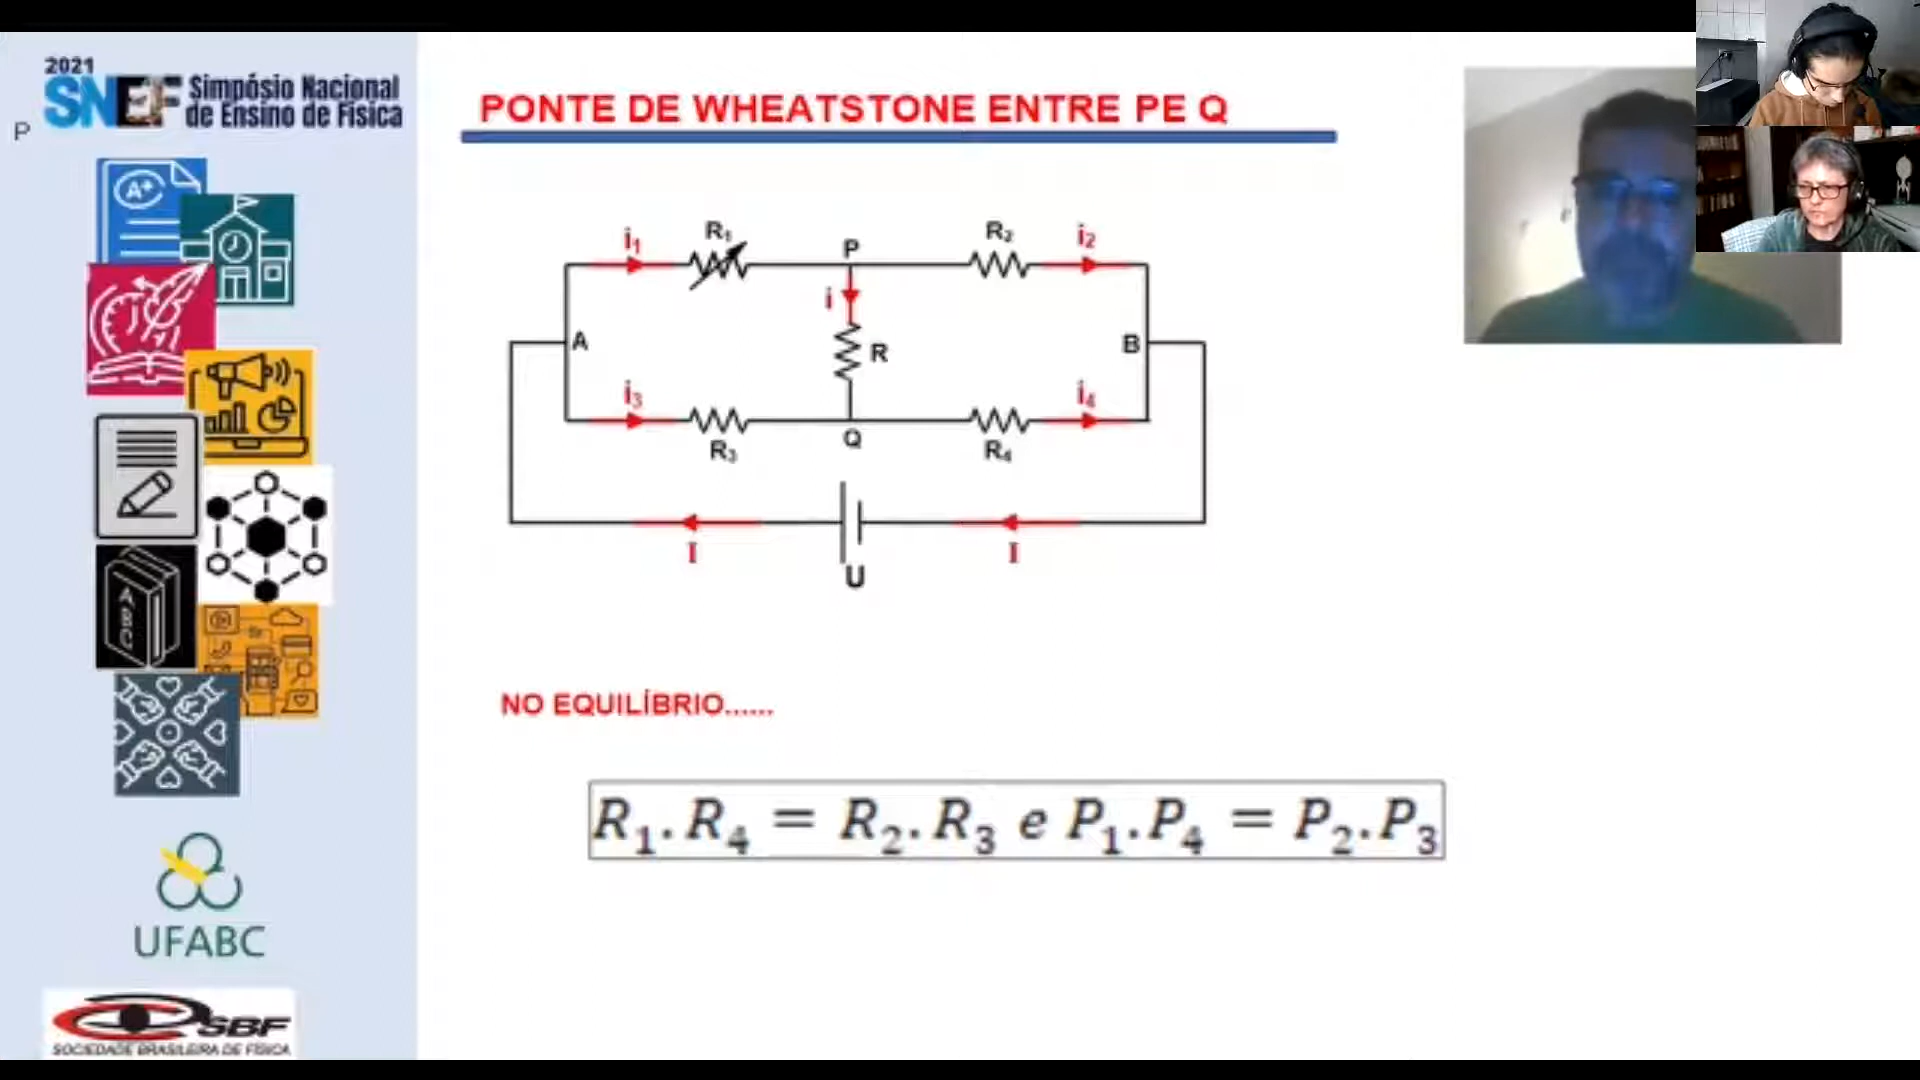 2021
SNEF Simpósio Nacional
de Ensino de Física
P
PONTE DE WHEATSTONE ENTRE PE Q
i1 R1 P R2 i2
i
A R B
i3 i4
R3 Q R4
I I
U
NO EQUILÍBRIO......
R1.R4 = R2.R3 e P1.P4 = P2.P3
A+
A
B
C
UFABC
SBF
SOCIEDADE BRASILEIRA DE FÍSICA